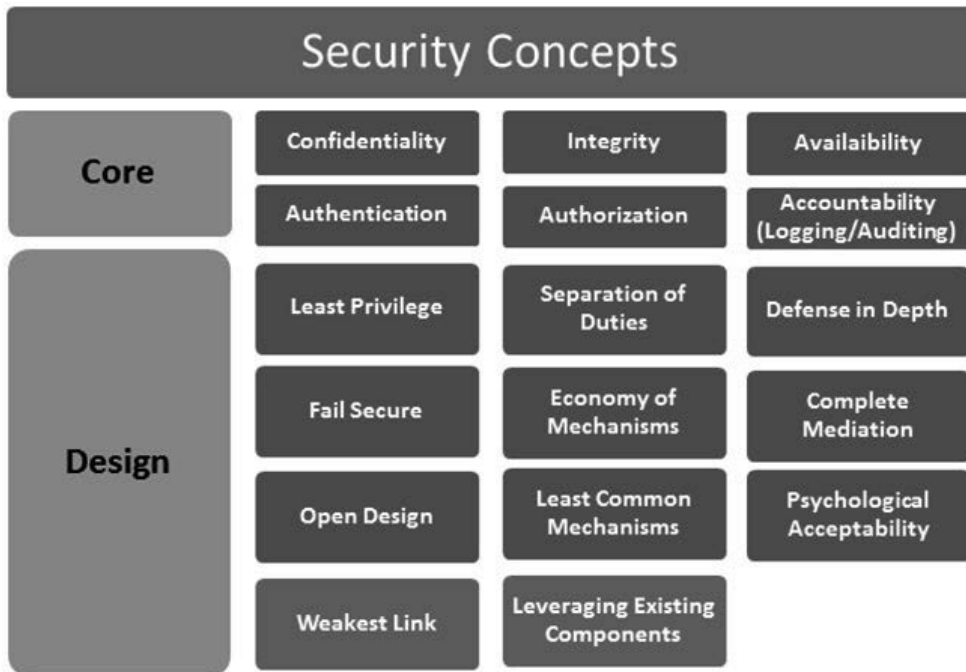 Security Concepts
Core
Confidentiality
Integrity
Availaibility
Authentication
Authorization
Accountability
(Logging/Auditing)
Design
Least Privilege
Separation of
Duties
Defense in Depth
Fail Secure
Economy of
Mechanisms
Complete
Mediation
Open Design
Least Common
Mechanisms
Psychological
Acceptability
Weakest Link
Leveraging Existing
Components